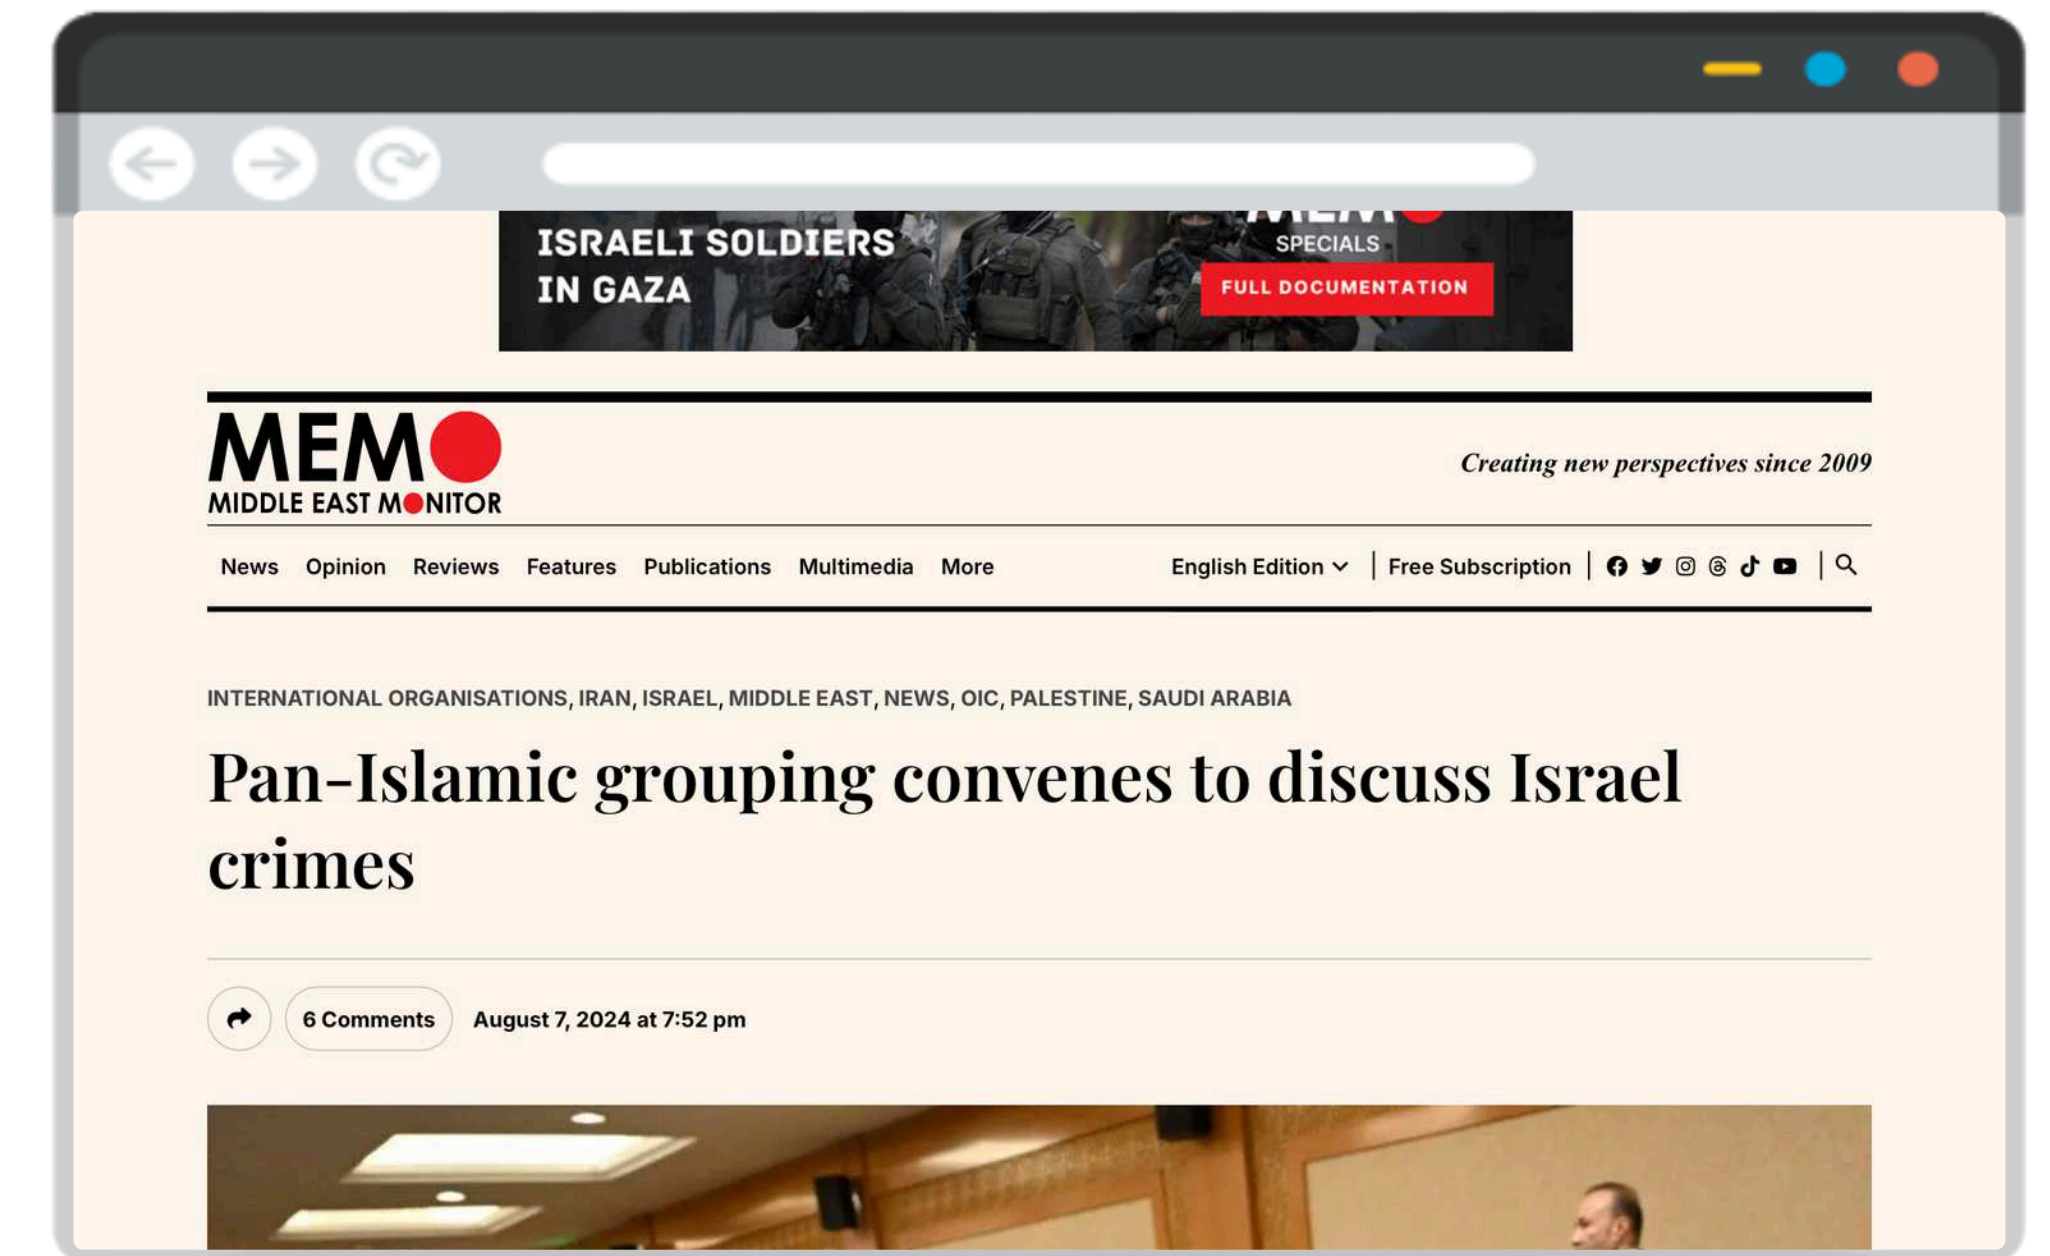 ISRAELI SOLDIERS
IN GAZA
MEMO
SPECIALS
FULL DOCUMENTATION
MEMO
MIDDLE EAST MONITOR
Creating new perspectives since 2009
News Opinion Reviews Features Publications Multimedia More English Edition Free Subscription
INTERNATIONAL ORGANISATIONS, IRAN, ISRAEL, MIDDLE EAST, NEWS, OIC, PALESTINE, SAUDI ARABIA
Pan-Islamic grouping convenes to discuss Israel
crimes
6 Comments August 7, 2024 at 7:52 pm